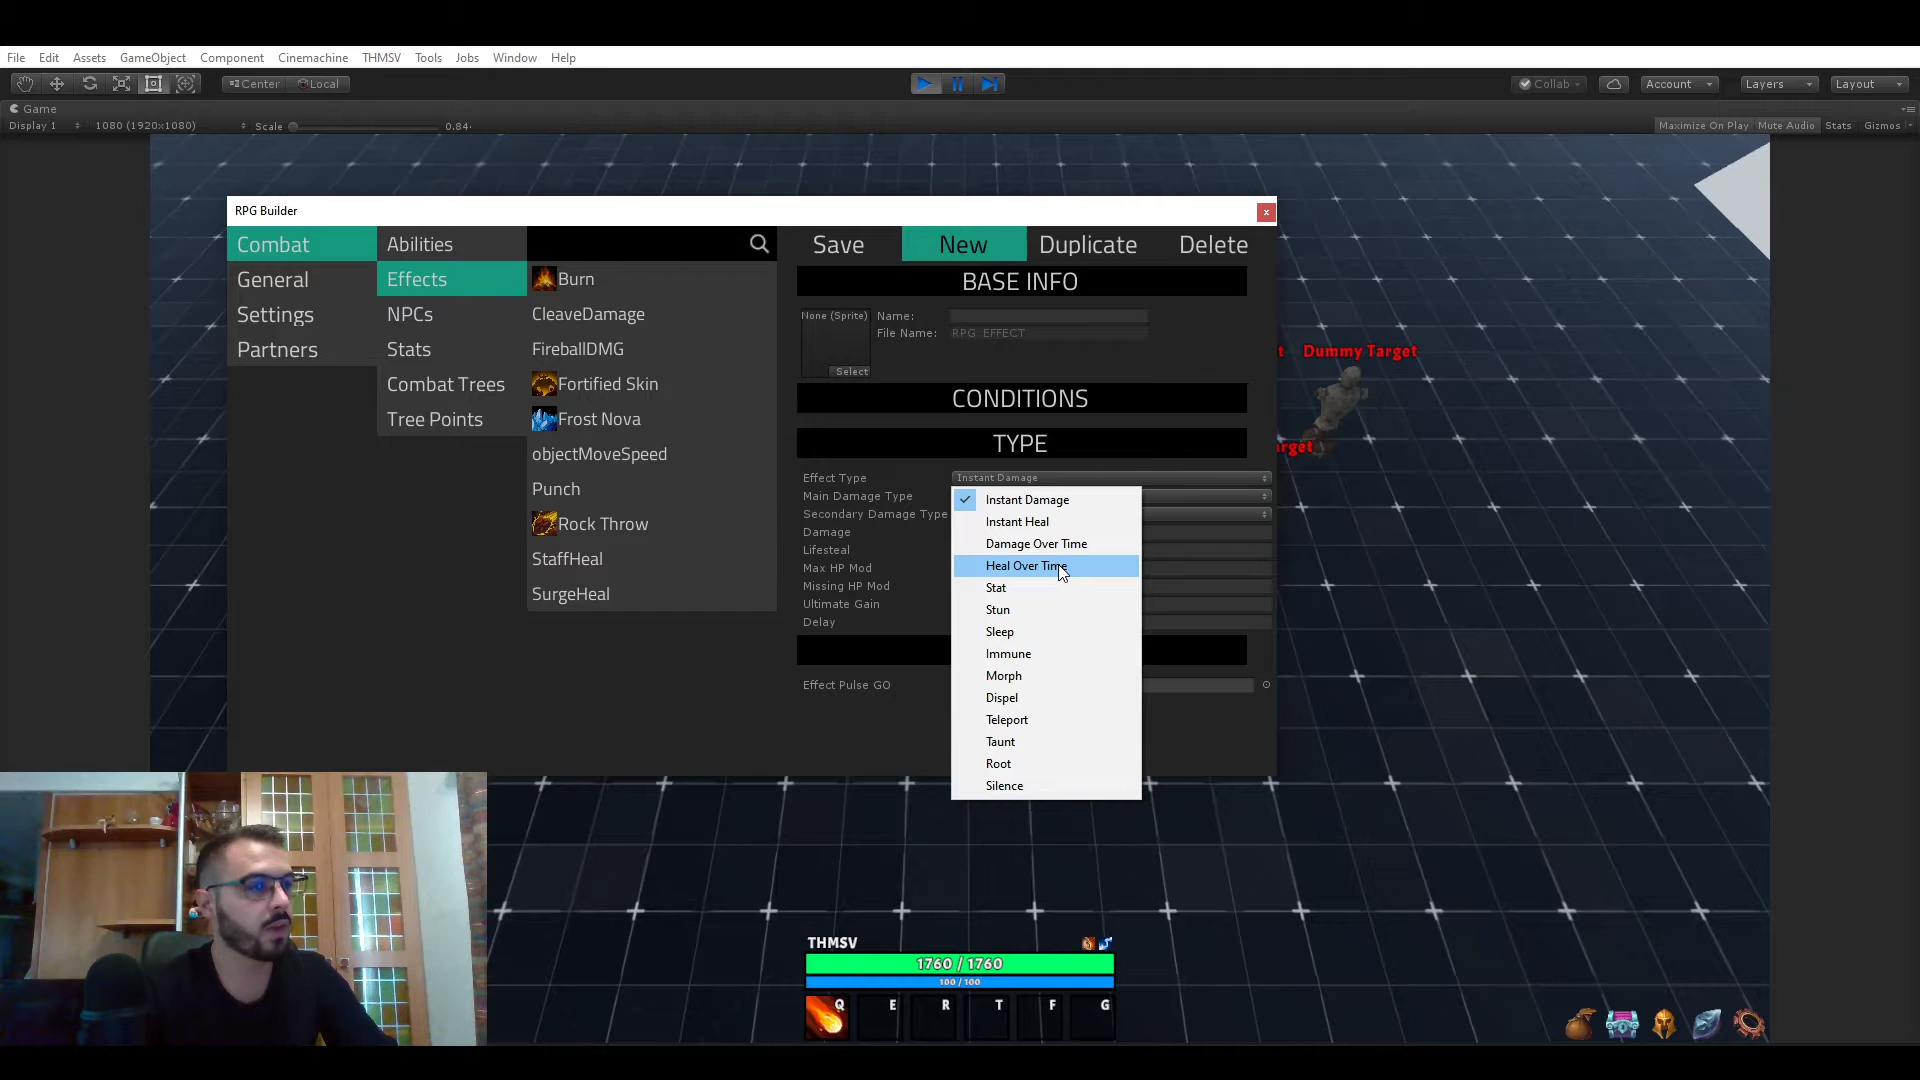 File Edit Assets GameObject Component Cinemachine THMSV Tools Jobs Window Help
Center Local Collab Account Layers Layout
Game
Display 1 1080 (1920x1080) Scale 0.84 Maximize On Play Mute Audio Stats Gizmos
RPG Builder x
Combat
General
Settings
Partners
Abilities
Effects
NPCs
Stats
Combat Trees
Tree Points
Burn
CleaveDamage
FireballDMG
Fortified Skin
Frost Nova
objectMoveSpeed
Punch
Rock Throw
StaffHeal
SurgeHeal
Save New Duplicate Delete
BASE INFO
None (Sprite)
Select
Name:
File Name: RPG_EFFECT
CONDITIONS
TYPE
Effect Type Instant Damage
Main Damage Type
Secondary Damage Type
Damage
Lifesteal
Max HP Mod
Missing HP Mod
Ultimate Gain
Delay
Effect Pulse GO
Instant Damage
Instant Heal
Damage Over Time
Heal Over Time
Stat
Stun
Sleep
Immune
Morph
Dispel
Teleport
Taunt
Root
Silence
t Dummy Target
arget
THMSV
1760 / 1760
100 / 100
Q E R T F G